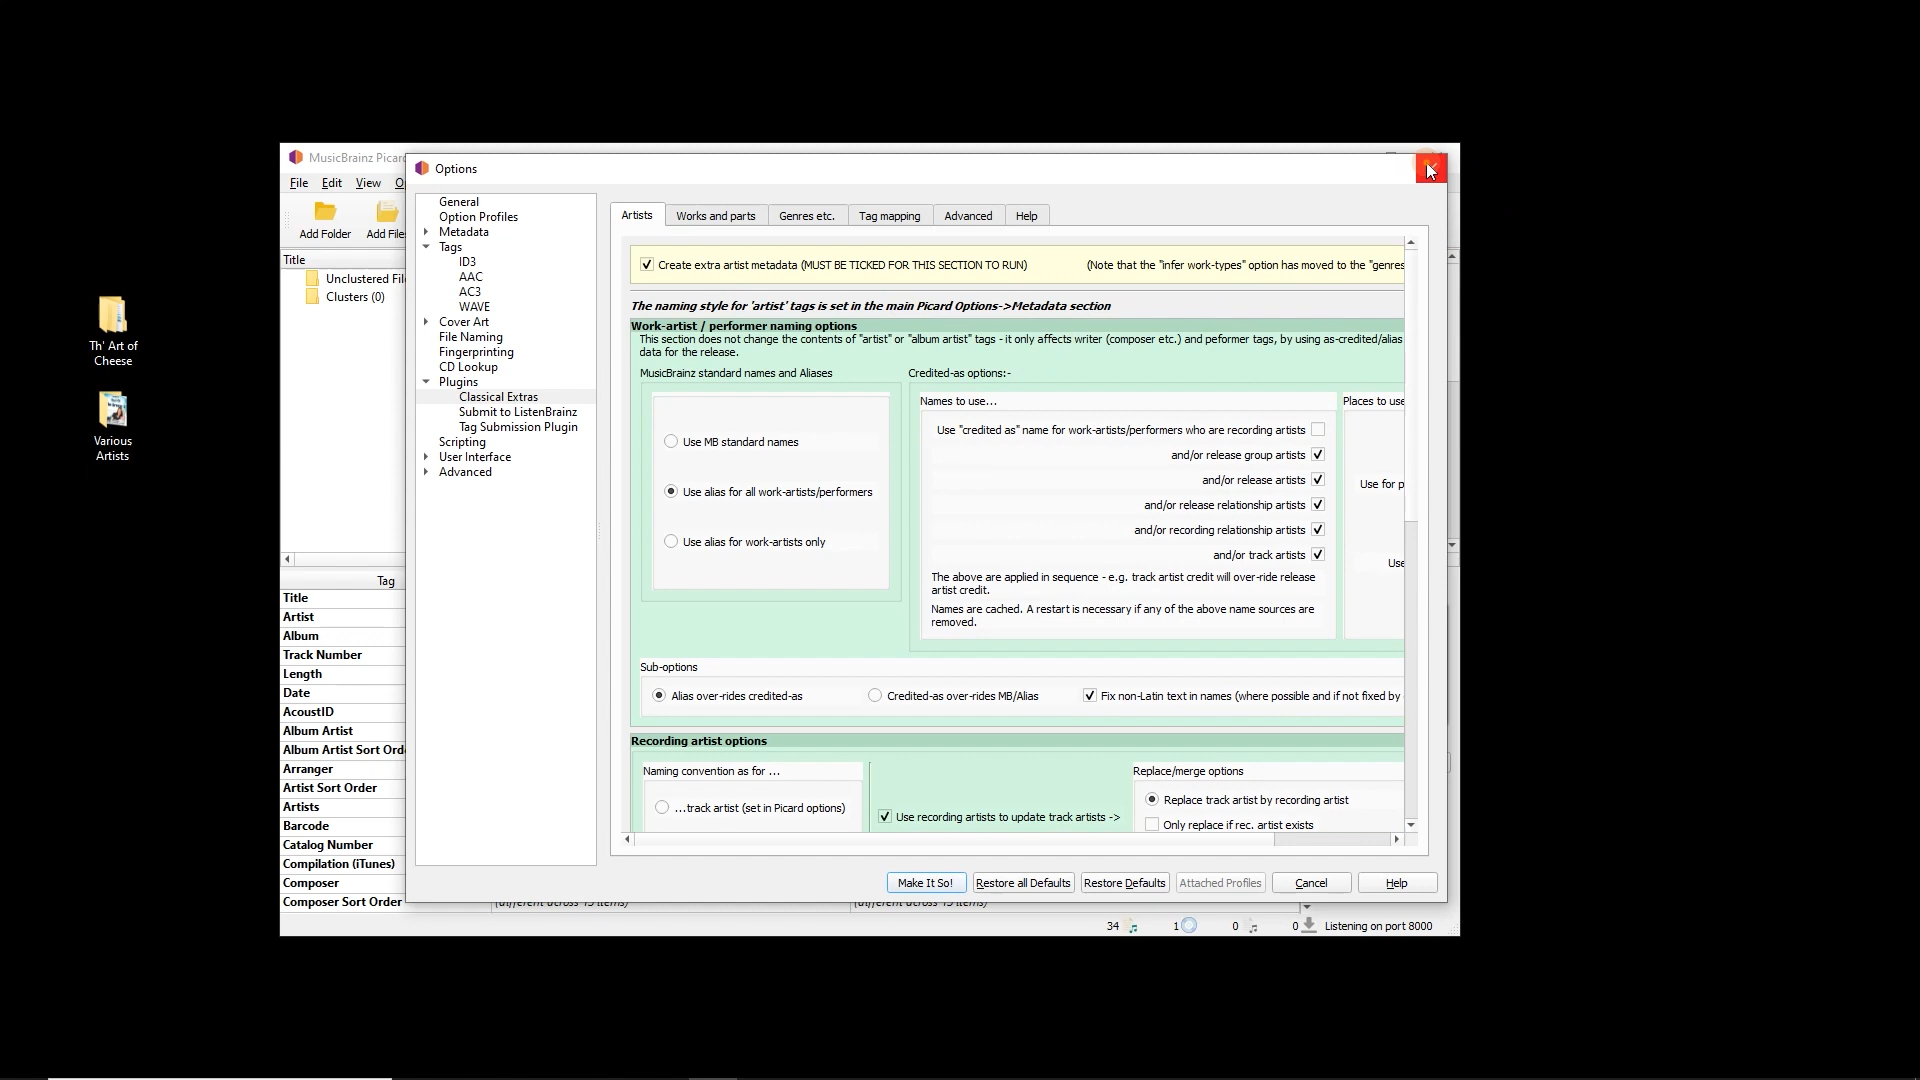 MusicBrainz Picard
Options
File Edit View O
Add Folder Add File
Title
Unclustered File
Clusters (0)
Th' Art of
Cheese
Various
Artists
General
Option Profiles
Metadata
Tags
ID3
AAC
AC3
WAVE
Cover Art
File Naming
Fingerprinting
CD Lookup
Plugins
Classical Extras
Submit to ListenBrainz
Tag Submission Plugin
Scripting
User Interface
Advanced
Artists Works and parts Genres etc. Tag mapping Advanced Help
Create extra artist metadata (MUST BE TICKED FOR THIS SECTION TO RUN) (Note that the "infer work-types" option has moved to the "genres
The naming style for 'artist' tags is set in the main Picard Options->Metadata section
Work-artist / performer naming options
This section does not change the contents of "artist" or "album artist" tags - it only affects writer (composer etc.) and peformer tags, by using as-credited/alias
data for the release.
MusicBrainz standard names and Aliases
Use MB standard names
Use alias for all work-artists/performers
Use alias for work-artists only
Credited-as options:-
Names to use...
Use "credited as" name for work-artists/performers who are recording artists
and/or release group artists
and/or release artists
and/or release relationship artists
and/or recording relationship artists
and/or track artists
The above are applied in sequence - e.g. track artist credit will over-ride release
artist credit.
Names are cached. A restart is necessary if any of the above name sources are
removed.
Places to use
Use for p
Use
Sub-options
Alias over-rides credited-as Credited-as over-rides MB/Alias Fix non-Latin text in names (where possible and if not fixed by
Recording artist options
Naming convention as for ...
...track artist (set in Picard options)
Use recording artists to update track artists ->
Replace/merge options
Replace track artist by recording artist
Only replace if rec. artist exists
Make It So! Restore all Defaults Restore Defaults Attached Profiles Cancel Help
Tag
Title
Artist
Album
Track Number
Length
Date
AcoustID
Album Artist
Album Artist Sort Orde
Arranger
Artist Sort Order
Artists
Barcode
Catalog Number
Compilation (iTunes)
Composer
Composer Sort Order (different across 15 items) (different across 15 items)
34 1 0 0 Listening on port 8000